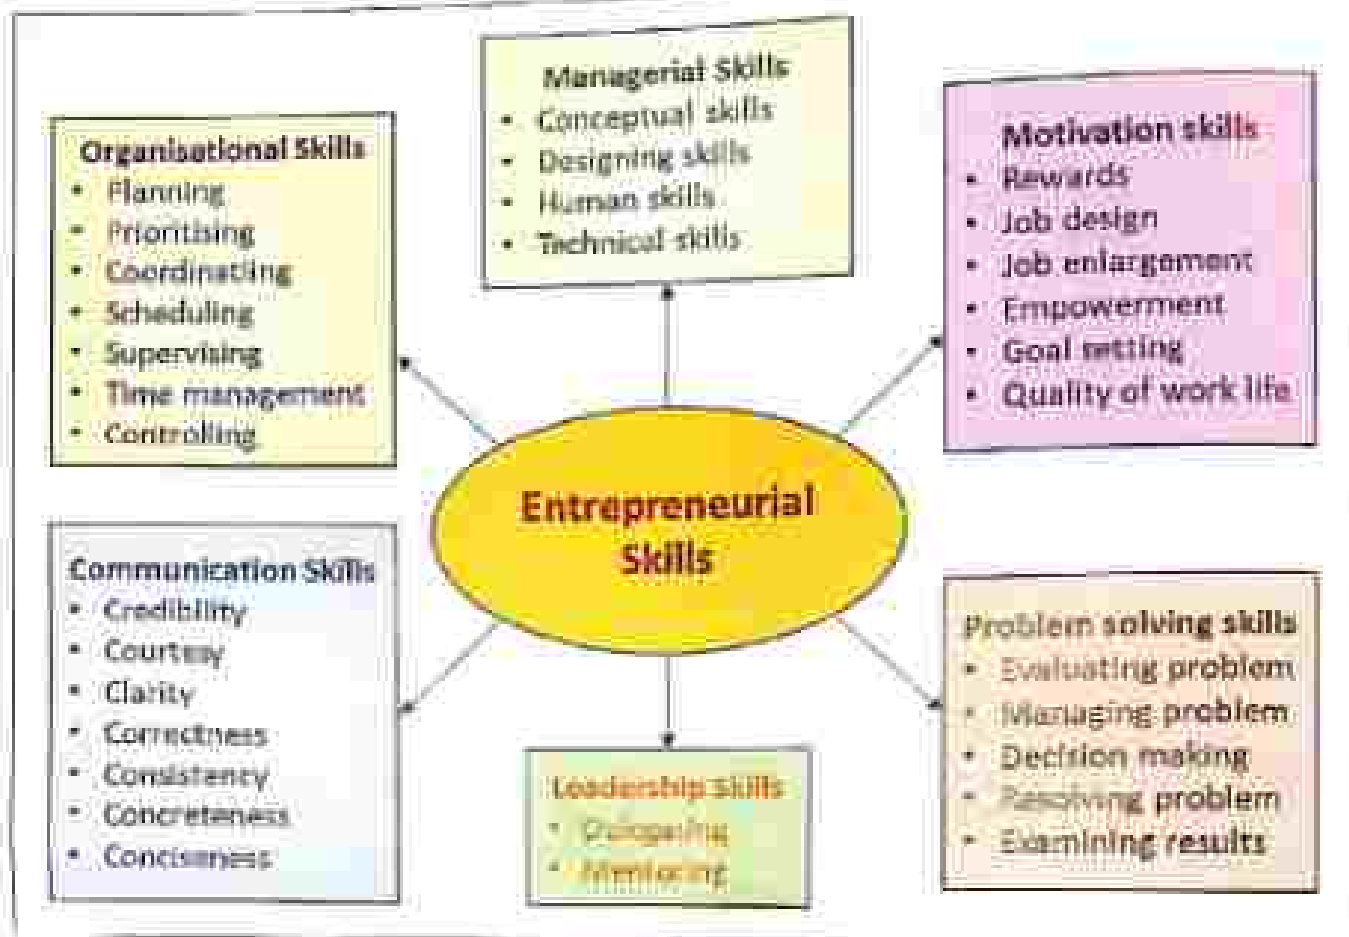 Managerial Skills
• Conceptual skills
• Designing skills
• Human skills
• Technical skills
Organisational Skills
• Planning
• Prioritising
• Coordinatiing
• Scheduling
• Supervising
• Time management
• Controlling
Motivation skills
• Rewards
• Job design
• Job enlargement
• Empowerment
• Goal setting
• Quality of work life
Entrepreneurial
Skills
Communication Skills
• Credibility
• Courtesy
• Clarity
• Correctness
• Consistency
• Concreteness
• Conciseness
Leadership Skills
• Mentoring
Problem solving skills
• Evaluating problem
• Managing problem
• Decision making
• Resolving problem
• Examining results